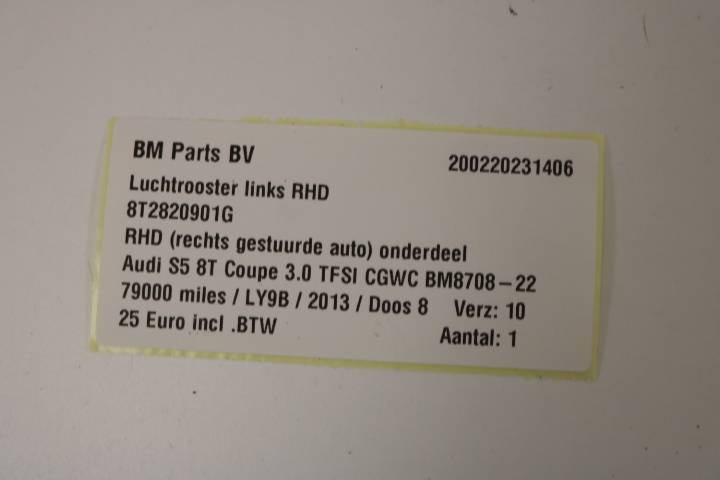 BM Parts BV 200220231406
Luchtrooster links RHD
8T2820901G
RHD (rechts gestuurde auto) onderdeel
Audi S5 8T Coupe 3.0 TFSI CGWC BM8708-22
79000 miles / LY9B / 2013 / Doos 8 Verz: 10
25 Euro incl .BTW Aantal: 1